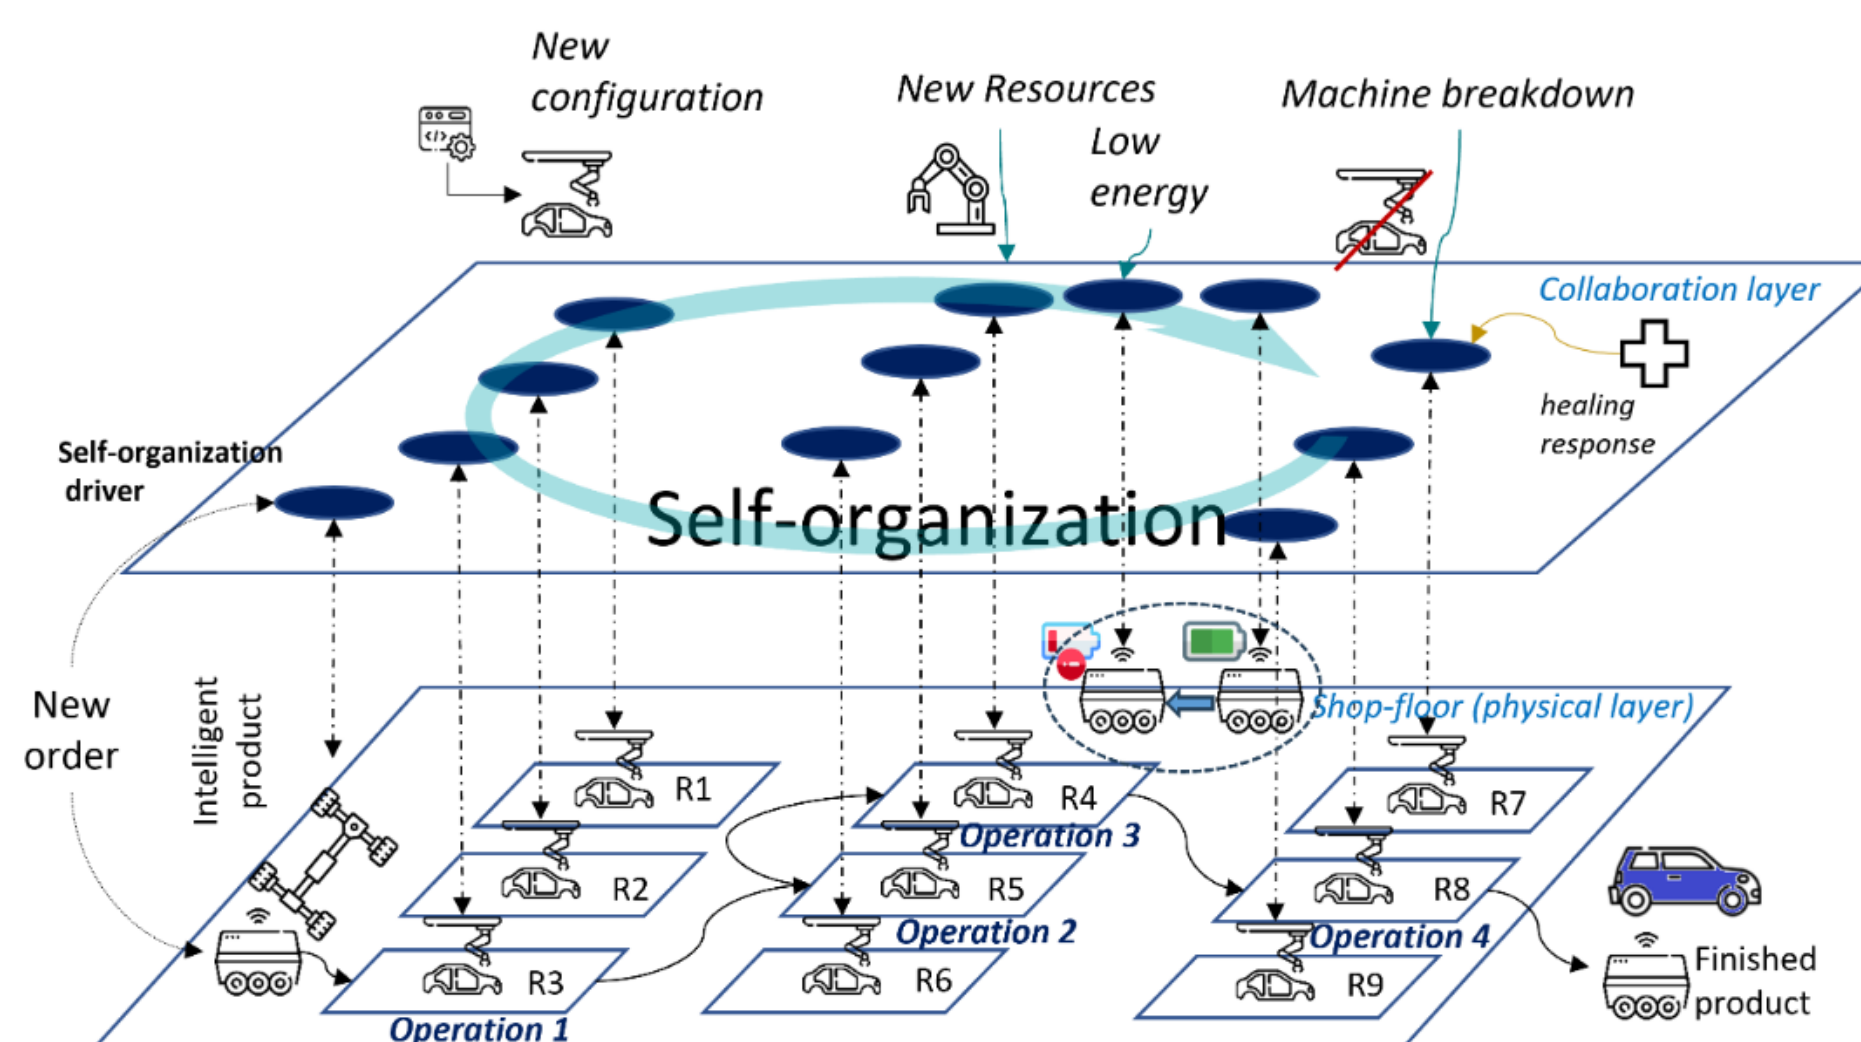 New
configuration
New Resources
Low
energy
Machine breakdown
</>
Collaboration layer
healing
response
Self-organization
driver
Self-organization
New
order
Intelligent
product
Shop-floor (physical layer)
R1
R4
R7
Operation 3
R2
R5
R8
Operation 2
Operation 4
R3
R6
R9
Operation 1
Finished
product